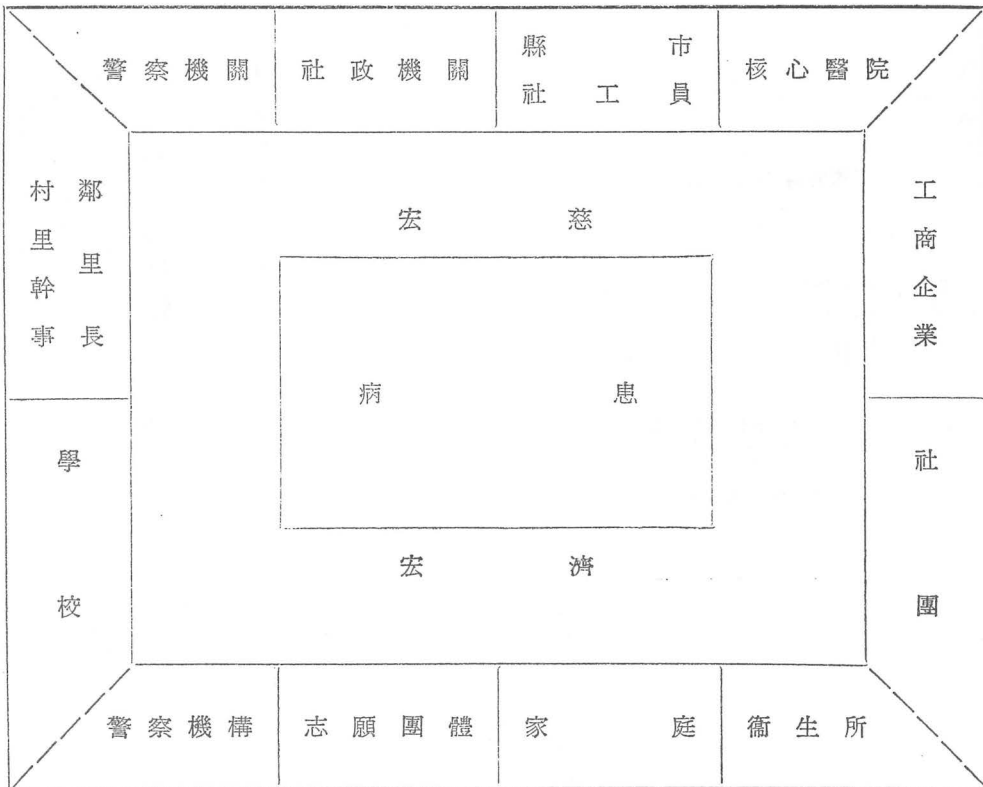 警察機關
社政機關
縣市
社工員
核心醫院
鄰里長
村里幹事
工商企業
宏慈
病患
學校
社團
宏濟
警察機構
志願團體
家庭
衞生所